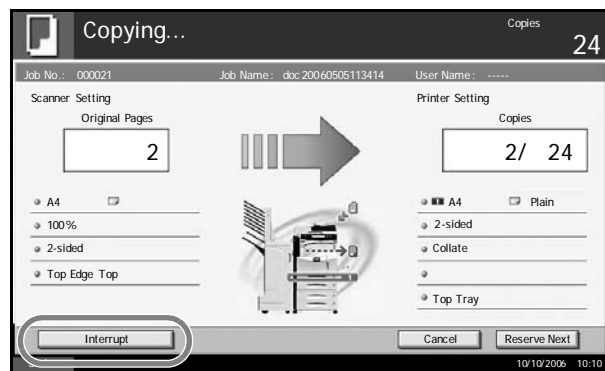 Copying...
Copies
24
Job No.: 000021 Job Name: doc20060505113414 User Name: -----
Scanner Setting
Original Pages
2
A4
100%
2-sided
Top Edge Top
Printer Setting
Copies
2/ 24
1 A4 Plain
2-sided
Collate
Top Tray
Interrupt
Cancel
Reserve Next
10/10/2006 10:10